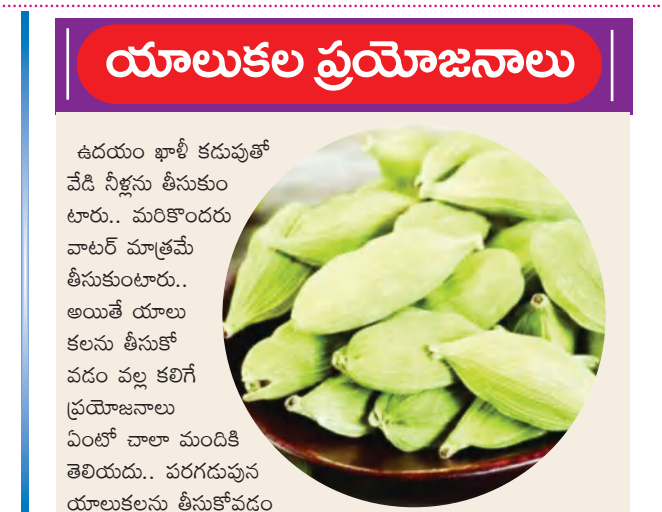 యాలుకల ప్రయోజనాలు
ఉదయం ఖాళీ కడుపుతో
వేడి నీళ్లను తీసుకుం
టారు.. మరికొందరు
వాటర్ మాత్రమే
తీసుకుంటారు..
అయితే యాలు
కలను తీసుకో
వడం వల్ల కలిగే
ప్రయోజనాలు
ఏంటో చాలా మందికి
తెలియదు.. పరగడుపున
యాలుకలను తీసుకోవడం